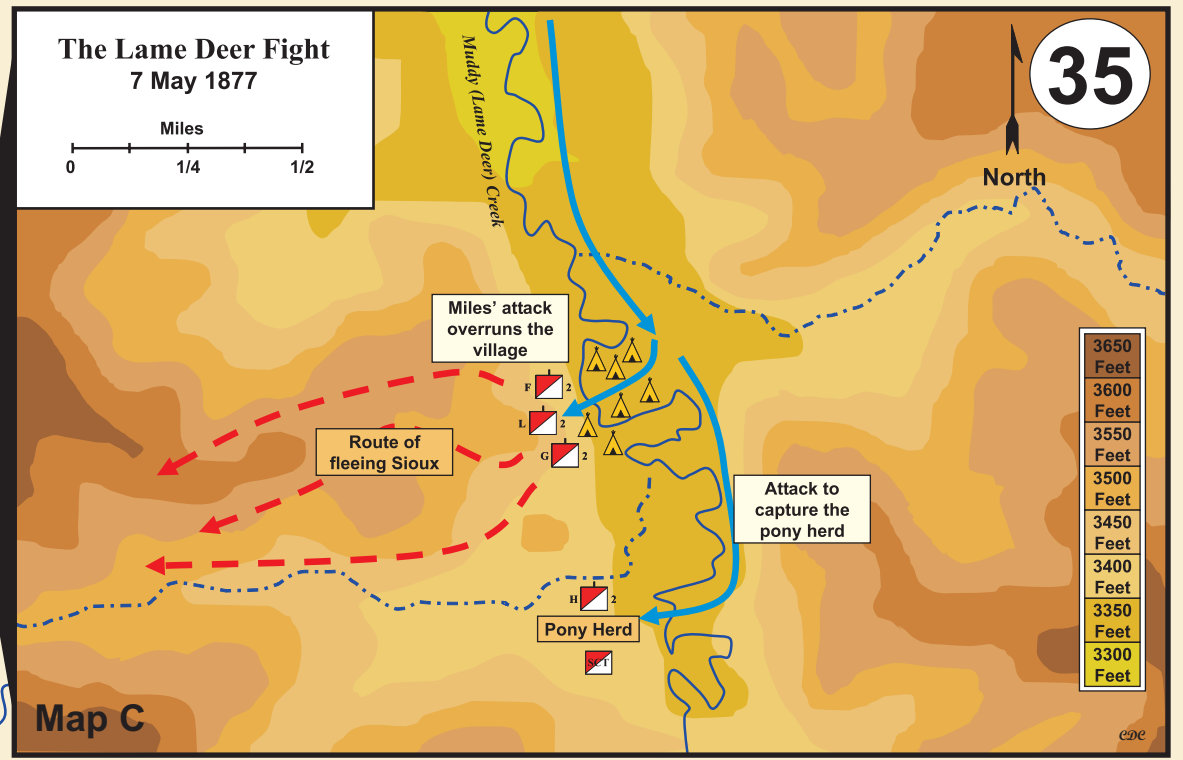 The Lame Deer Fight
7 May 1877
Miles
0 1/4 1/2
35
North
Muddy (Lame Deer) Creek
Miles’ attack
overruns the
village
F 2
L 2
G 2
Route of
fleeing Sioux
Attack to
capture the
pony herd
H 2
Pony Herd
SCT
3650
Feet
3600
Feet
3550
Feet
3500
Feet
3450
Feet
3400
Feet
3350
Feet
3300
Feet
Map C
CDC